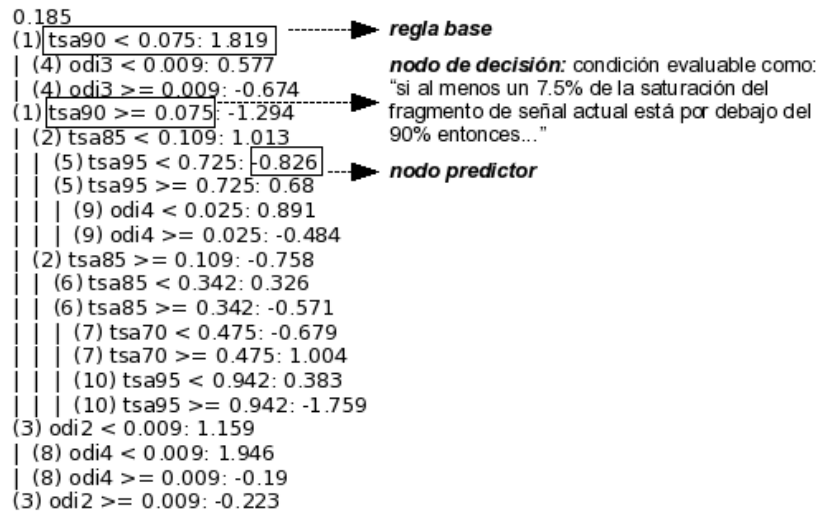 0.185
(1) tsa90 < 0.075: 1.819
| (4) odi3 < 0.009: 0.577
| (4) odi3 >= 0.009: -0.674
(1) tsa90 >= 0.075: -1.294
| (2) tsa85 < 0.109: 1.013
| | (5) tsa95 < 0.725: -0.826
| | (5) tsa95 >= 0.725: 0.68
| | | (9) odi4 < 0.025: 0.891
| | | (9) odi4 >= 0.025: -0.484
| (2) tsa85 >= 0.109: -0.758
| | (6) tsa85 < 0.342: 0.326
| | (6) tsa85 >= 0.342: -0.571
| | | (7) tsa70 < 0.475: -0.679
| | | (7) tsa70 >= 0.475: 1.004
| | | (10) tsa95 < 0.942: 0.383
| | | (10) tsa95 >= 0.942: -1.759
(3) odi2 < 0.009: 1.159
| (8) odi4 < 0.009: 1.946
| (8) odi4 >= 0.009: -0.19
(3) odi2 >= 0.009: -0.223
regla base
nodo de decisión: condición evaluable como:
“si al menos un 7.5% de la saturación del
fragmento de señal actual está por debajo del
90% entonces...”
nodo predictor